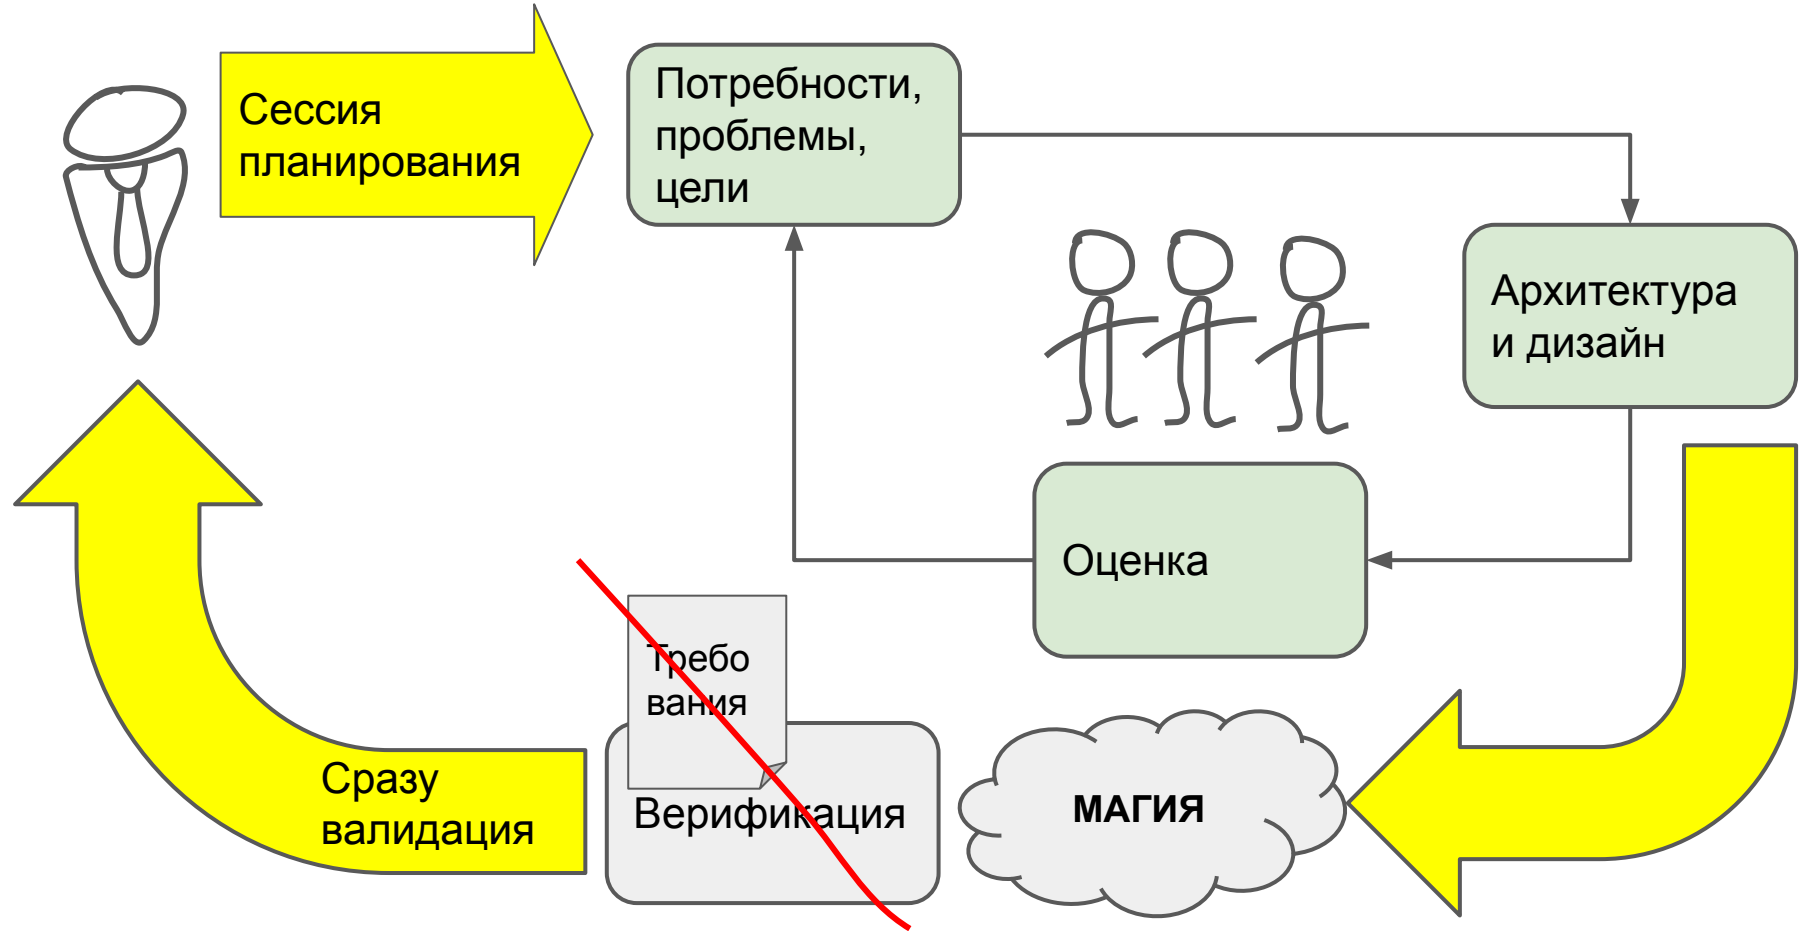 Сессия
планирования
Потребности,
проблемы,
цели
Архитектура
и дизайн
Оценка
Требо
вания
Верификация
МАГИЯ
Сразу
валидация